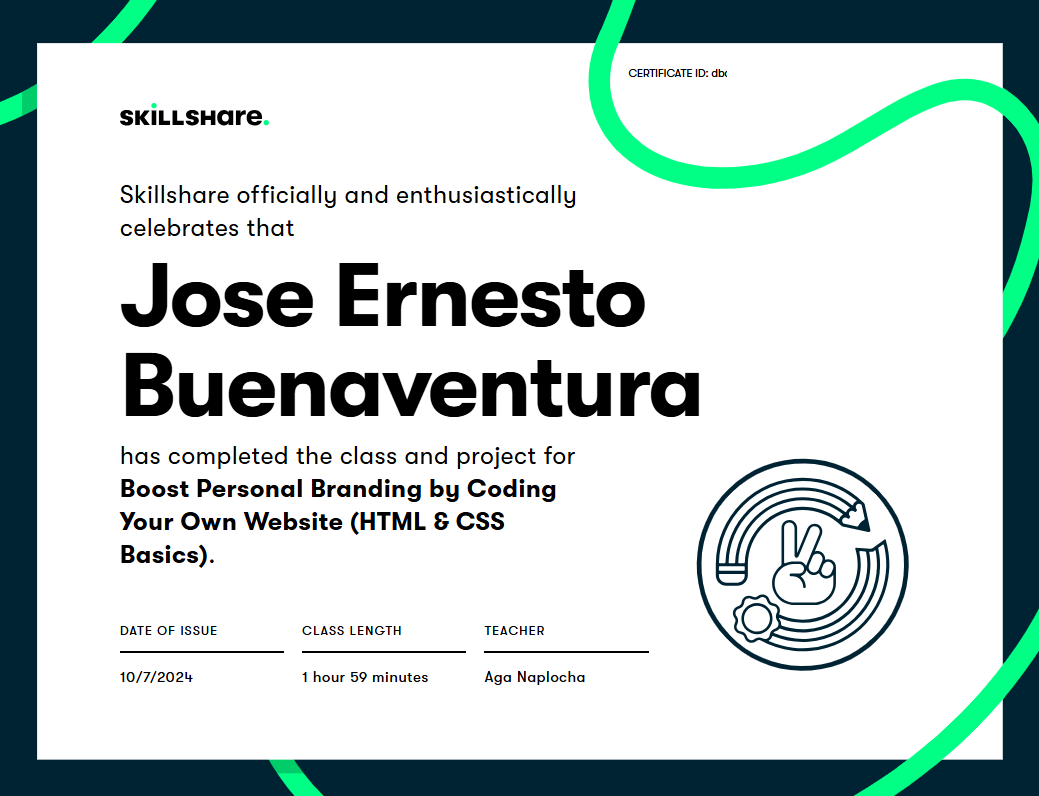 CERTIFICATE ID:
skillshare.
Skillshare officially and enthusiastically
celebrates that
Jose Ernesto
Buenaventura
has completed the class and project for
Boost Personal Branding by Coding
Your Own Website (HTML & CSS
Basics).
DATE OF ISSUE CLASS LENGTH TEACHER
10/7/2024 1 hour 59 minutes Aga Naplocha